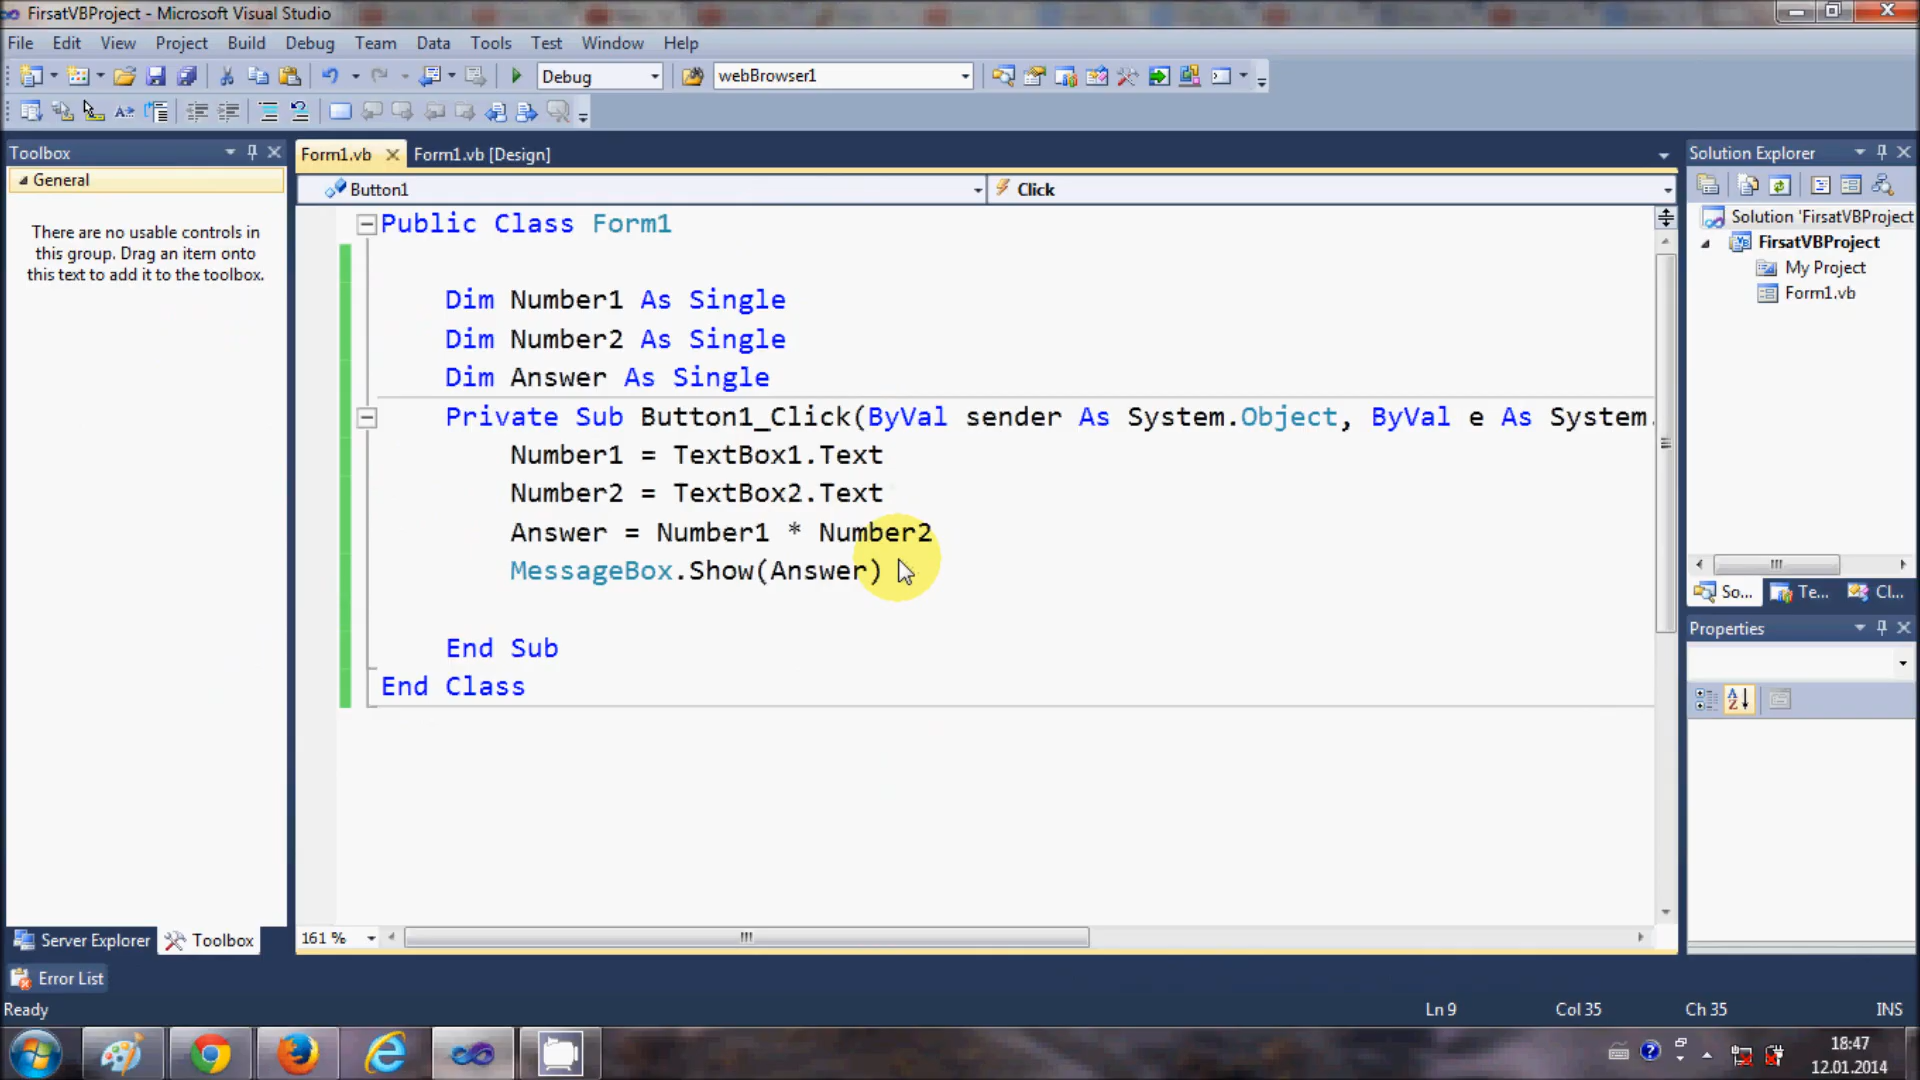 FirsatVBProject - Microsoft Visual Studio
File Edit View Project Build Debug Team Data Tools Test Window Help
Debug webBrowser1
Toolbox
General
There are no usable controls in
this group. Drag an item onto
this text to add it to the toolbox.
Server Explorer Toolbox
Form1.vb Form1.vb [Design]
Button1 Click
Public Class Form1
Dim Number1 As Single
Dim Number2 As Single
Dim Answer As Single
Private Sub Button1_Click(ByVal sender As System.Object, ByVal e As System.
Number1 = TextBox1.Text
Number2 = TextBox2.Text
Answer = Number1 * Number2
MessageBox.Show(Answer)
End Sub
End Class
161 %
Solution Explorer
Solution 'FirsatVBProject
FirsatVBProject
My Project
Form1.vb
So... Te... Cl...
Properties
Error List
Ready Ln 9 Col 35 Ch 35 INS
18:47
12.01.2014